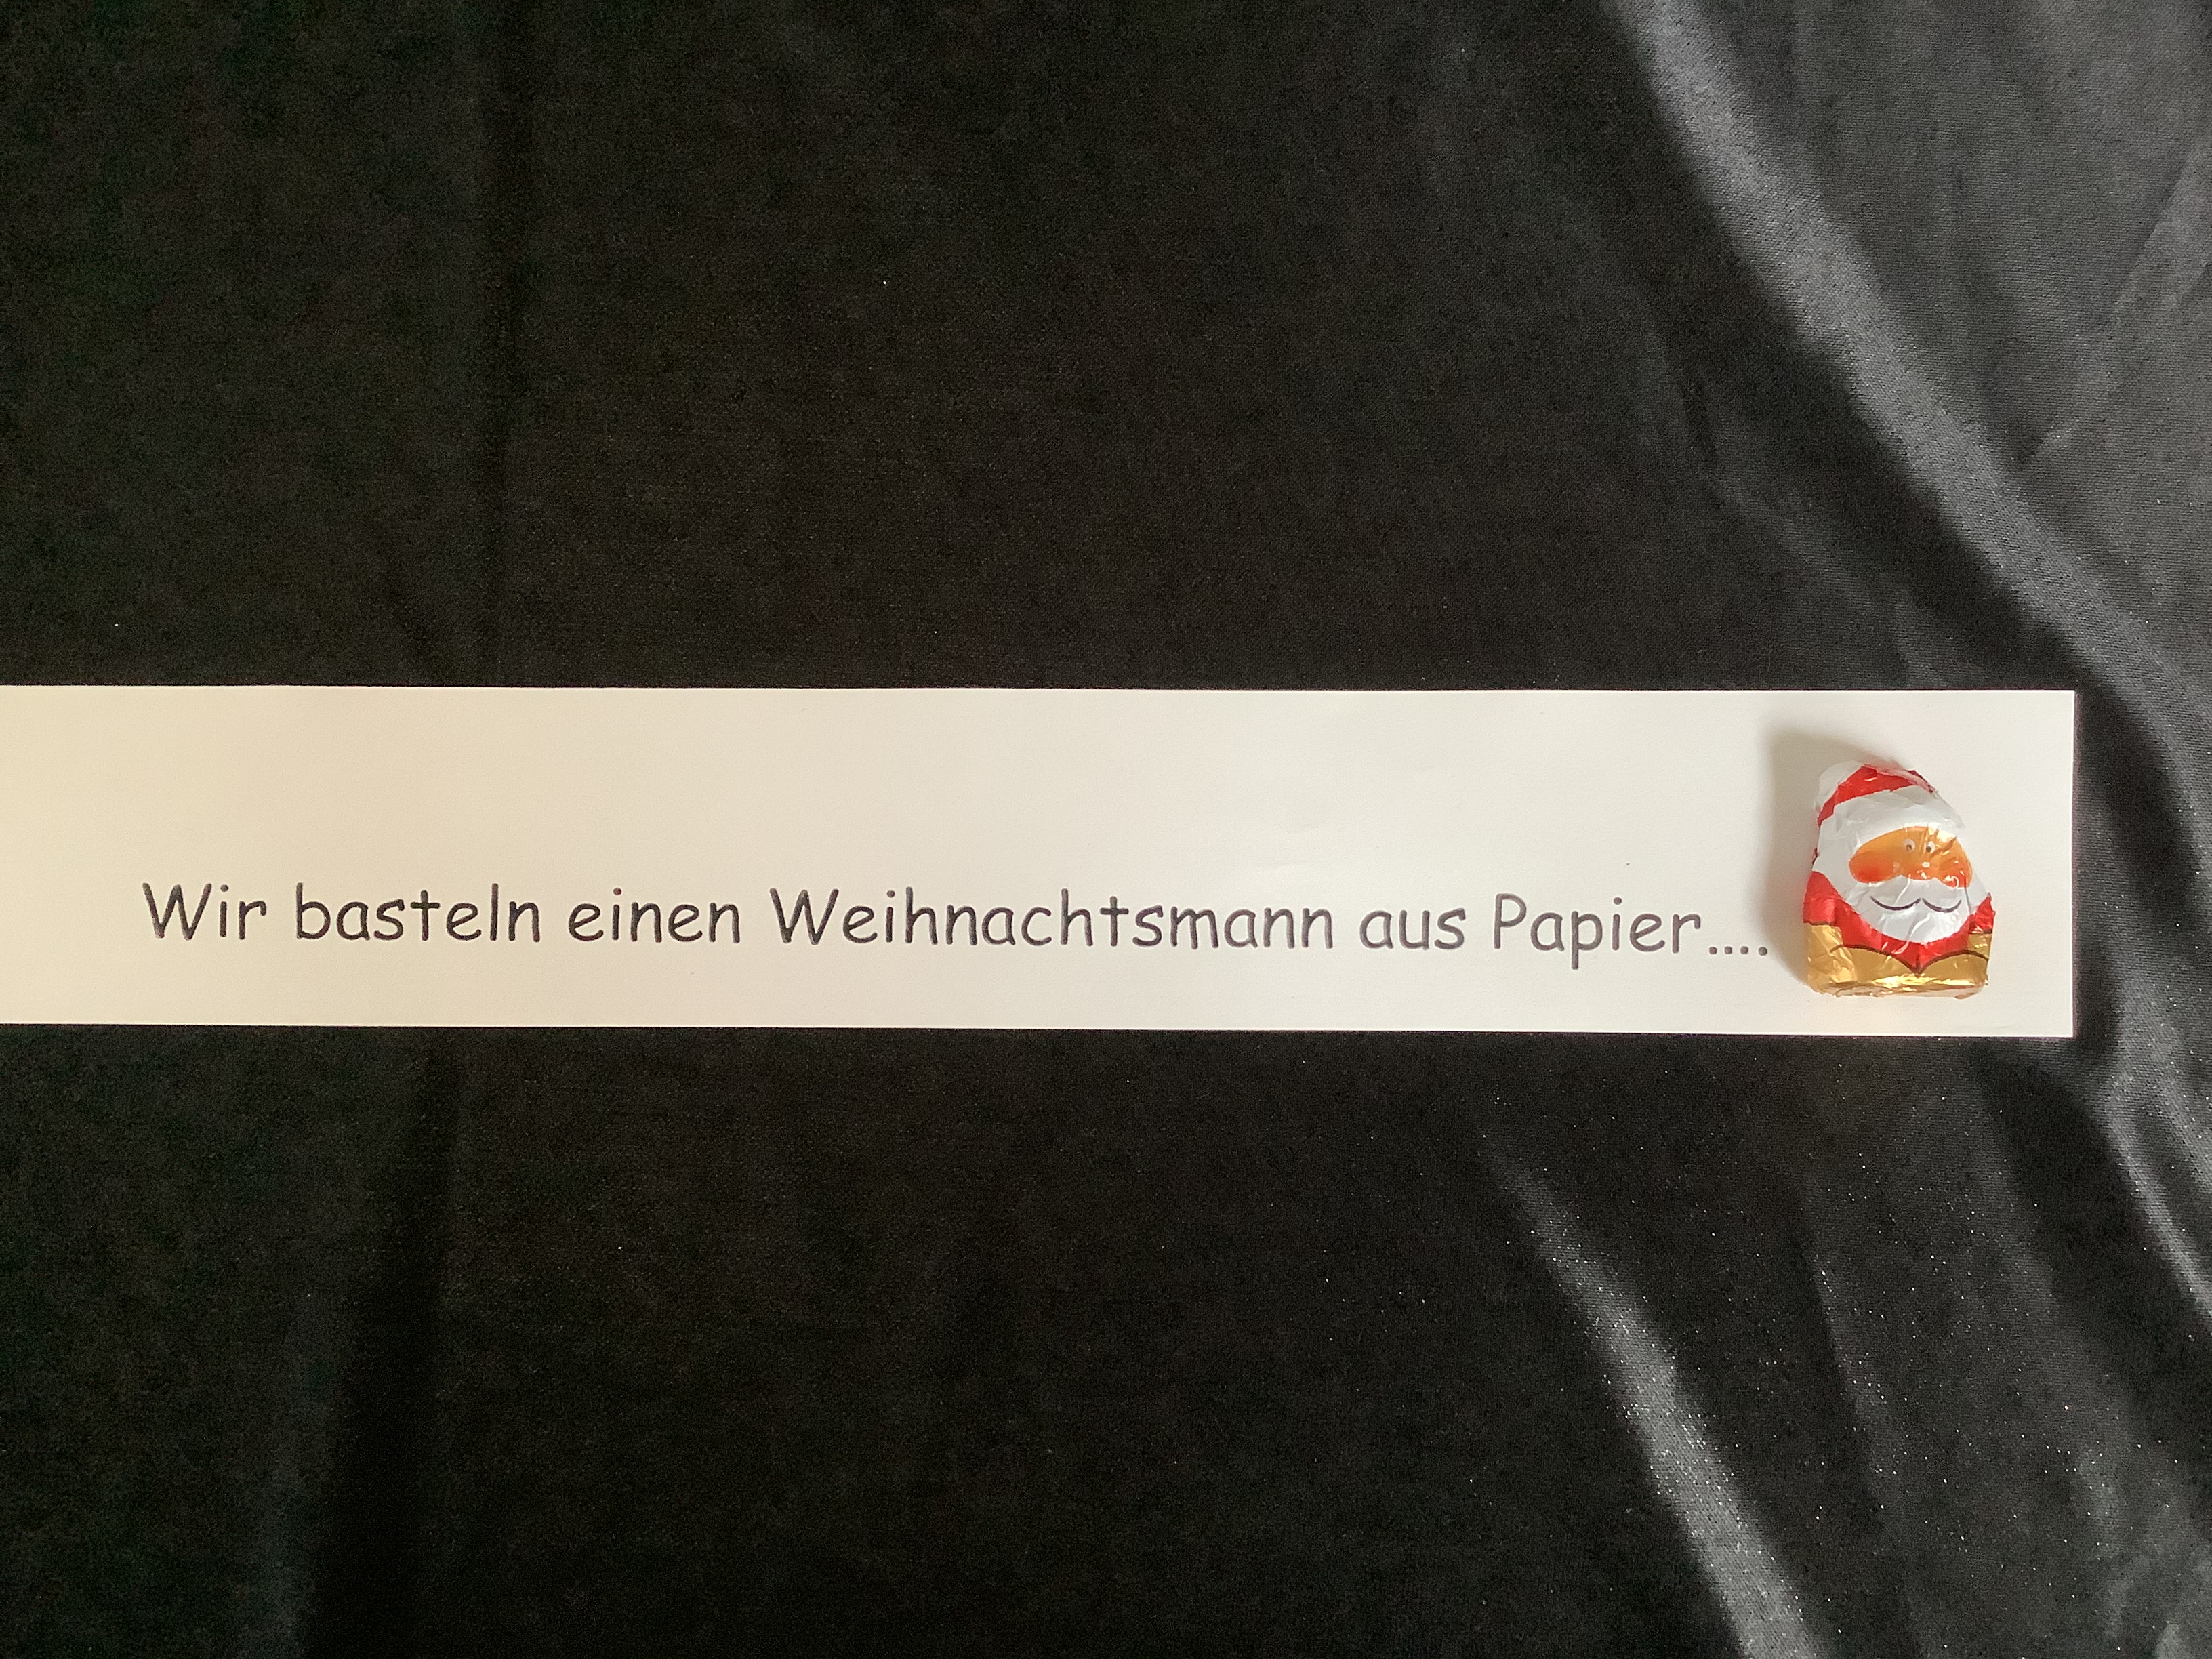 Wir basteln einen Weihnachtsmann aus Papier....